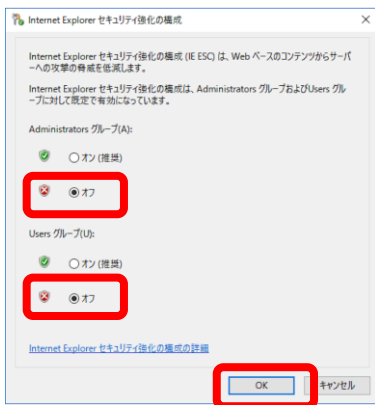 Internet Explorer セキュリティ強化の構成
Internet Explorer セキュリティ強化の構成 (IE ESC) は、Web ベースのコンテンツからサーバ
ーへの攻撃の脅威を低減します。
Internet Explorer セキュリティ強化の構成は、Administrators グループおよびUsers グル
ープに対して既定で有効になっています。
Administrators グループ(A):
オン (推奨)
オフ
Users グループ(U):
オン (推奨)
オフ
Internet Explorer セキュリティ強化の構成の詳細
OK キャンセル